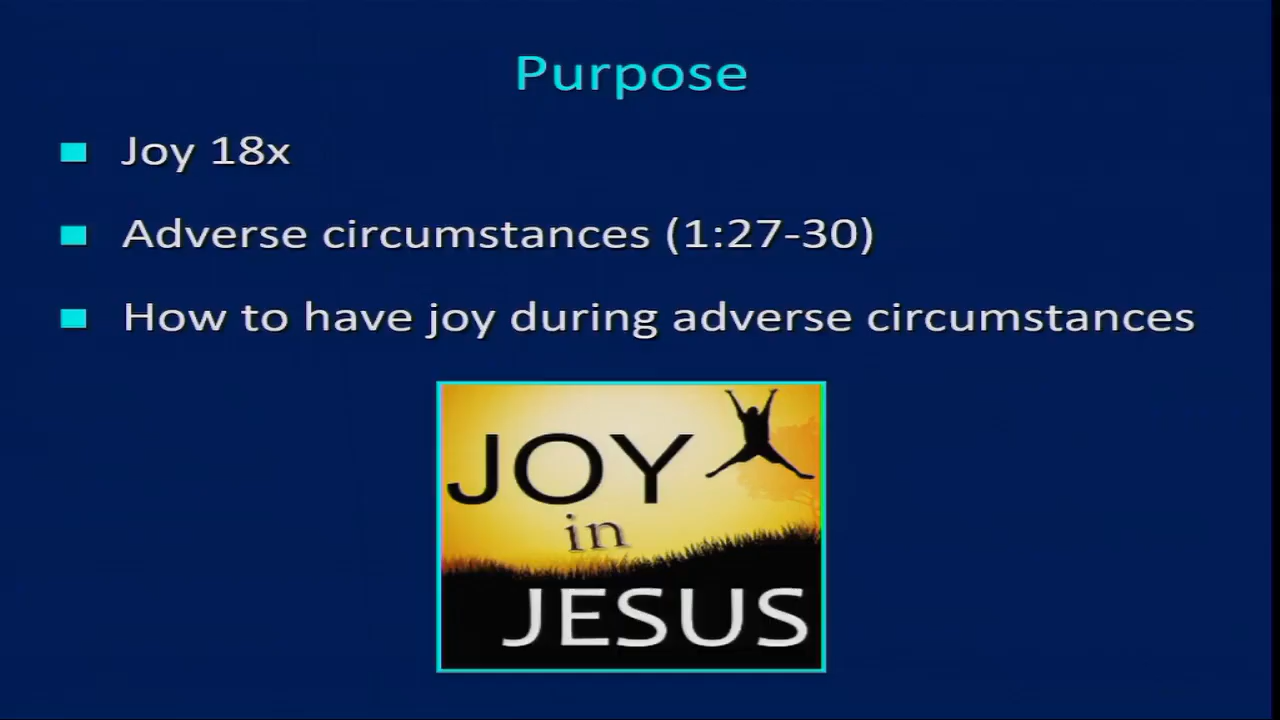 Purpose
Joy 18x
Adverse circumstances (1:27-30)
How to have joy during adverse circumstances
JOY
in
JESUS